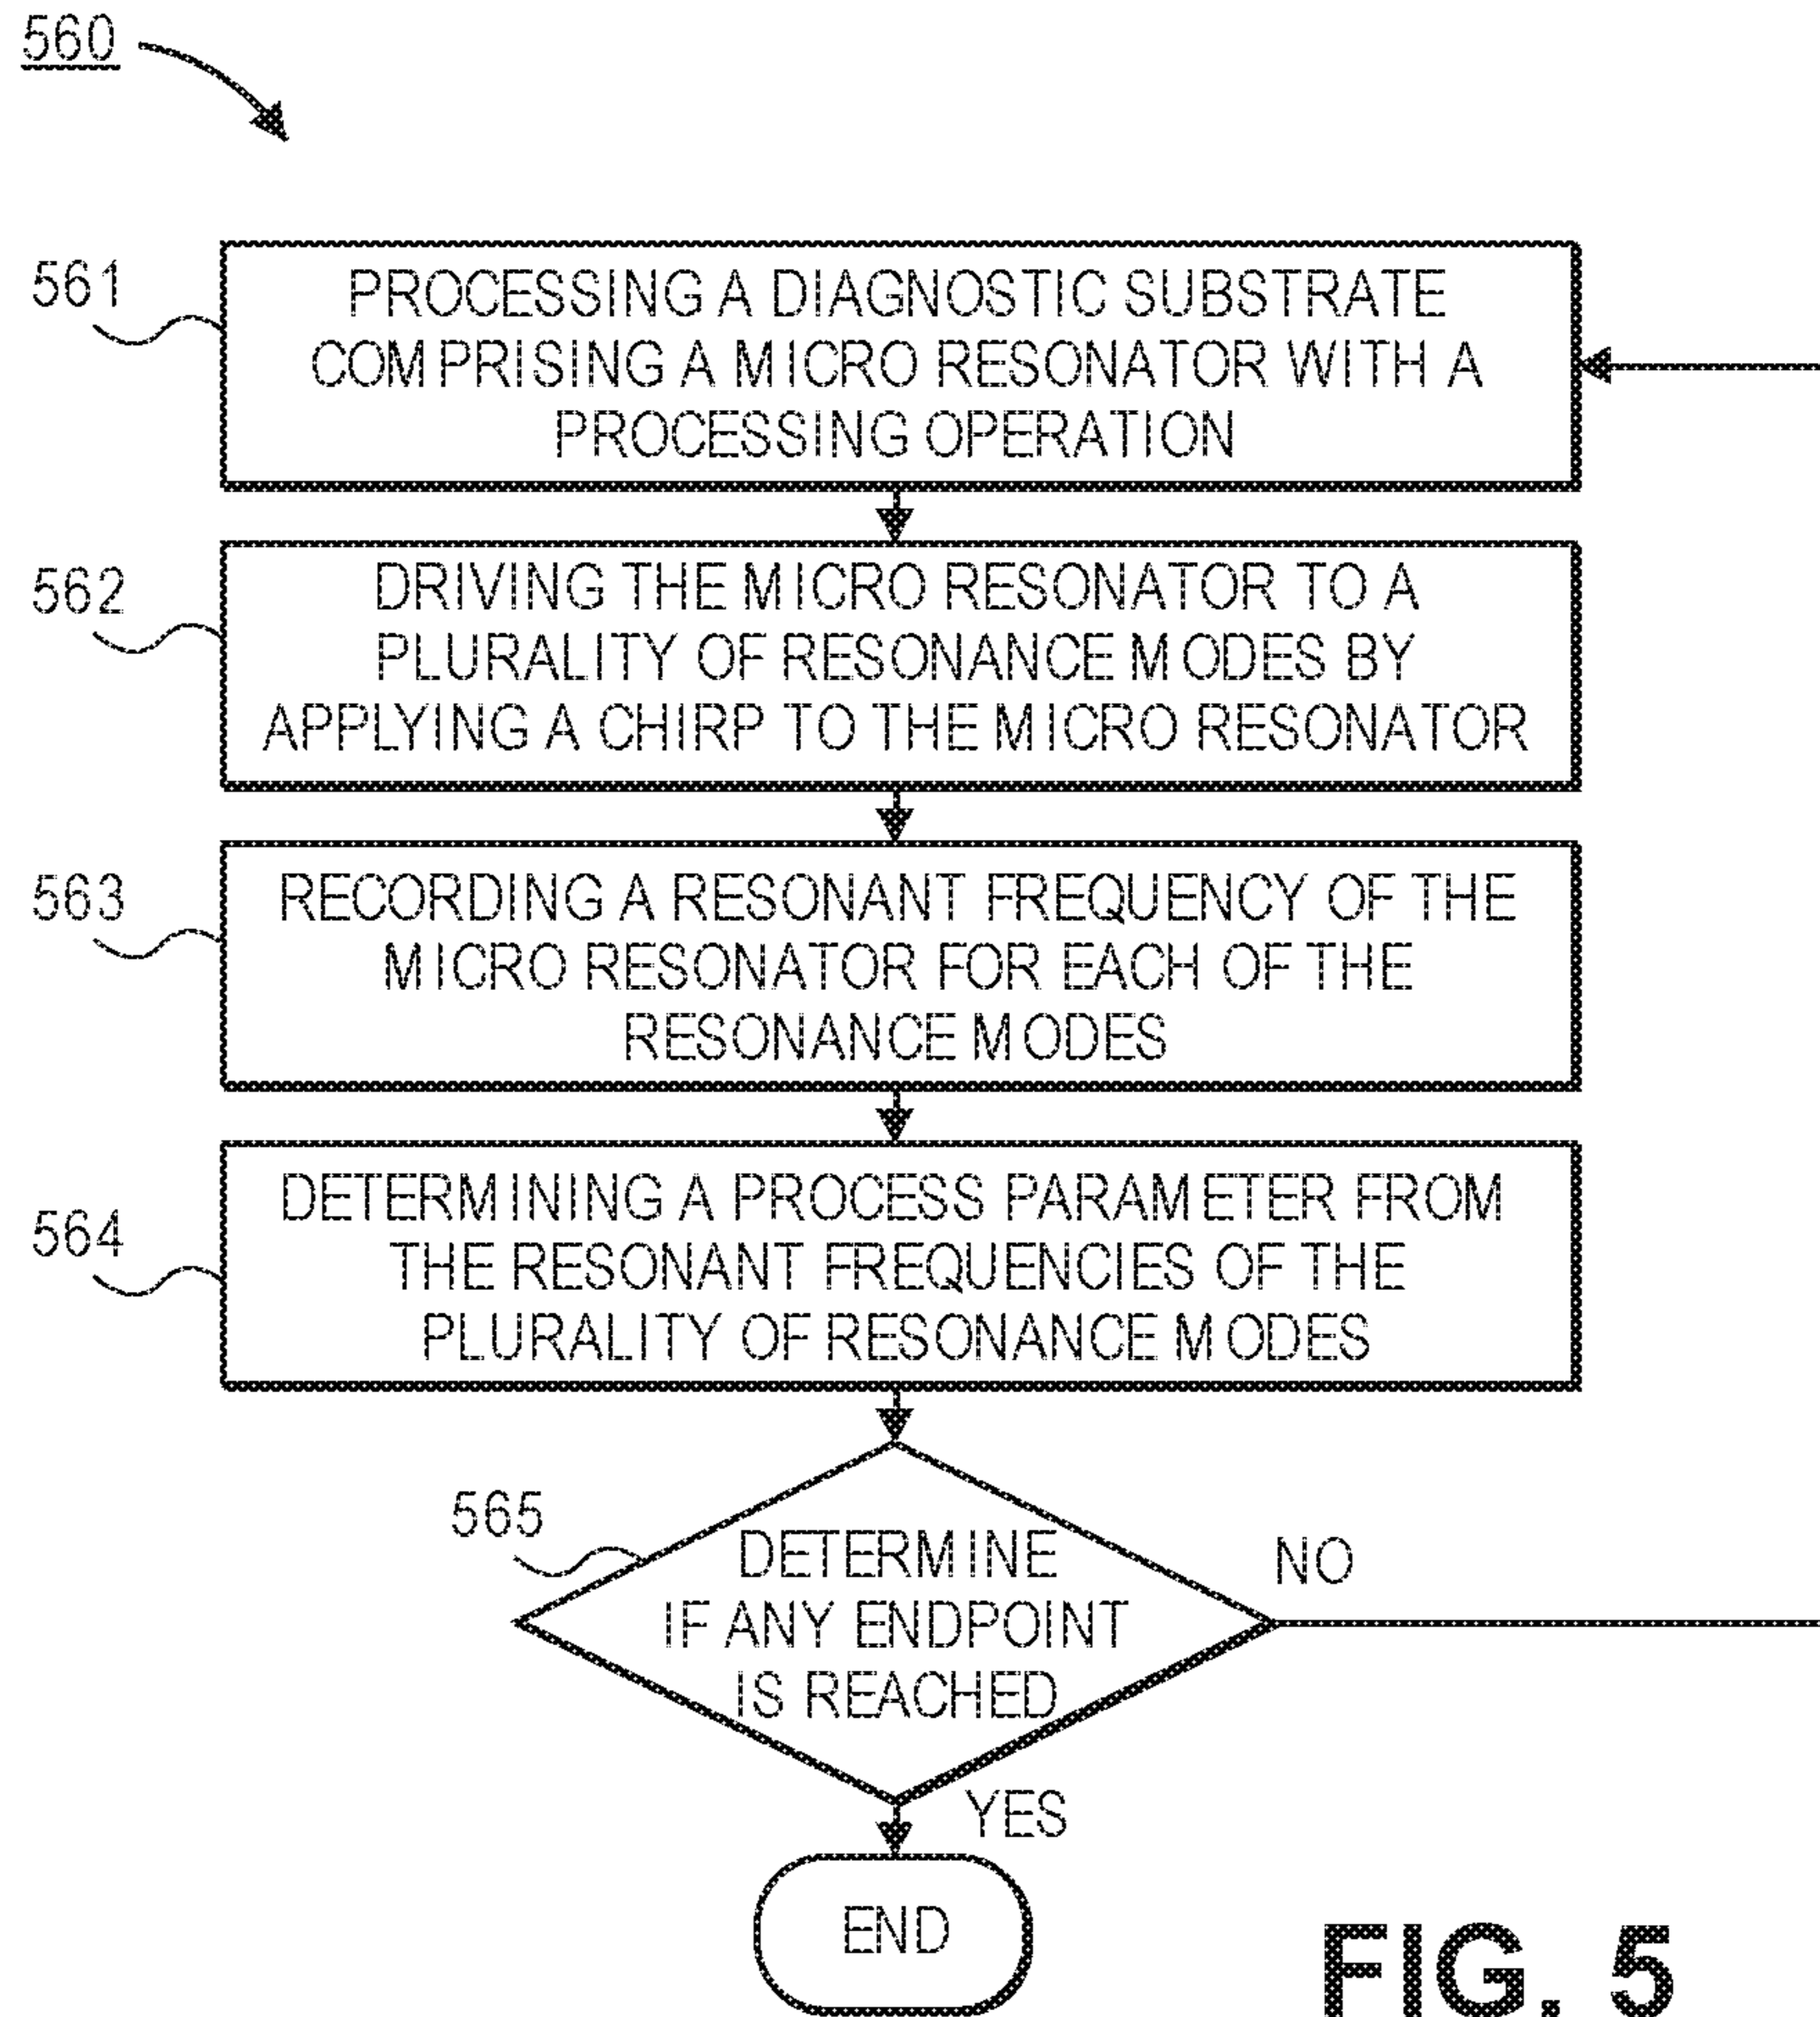 560
561
PROCESSING A DIAGNOSTIC SUBSTRATE
COMPRISING A MICRO RESONATOR WITH A
PROCESSING OPERATION
562
DRIVING THE MICRO RESONATOR TO A
PLURALITY OF RESONANCE MODES BY
APPLYING A CHIRP TO THE MICRO RESONATOR
563
RECORDING A RESONANT FREQUENCY OF THE
MICRO RESONATOR FOR EACH OF THE
RESONANCE MODES
564
DETERMINING A PROCESS PARAMETER FROM
THE RESONANT FREQUENCIES OF THE
PLURALITY OF RESONANCE MODES
565
DETERMINE
IF ANY ENDPOINT
IS REACHED
NO
YES
END
FIG. 5